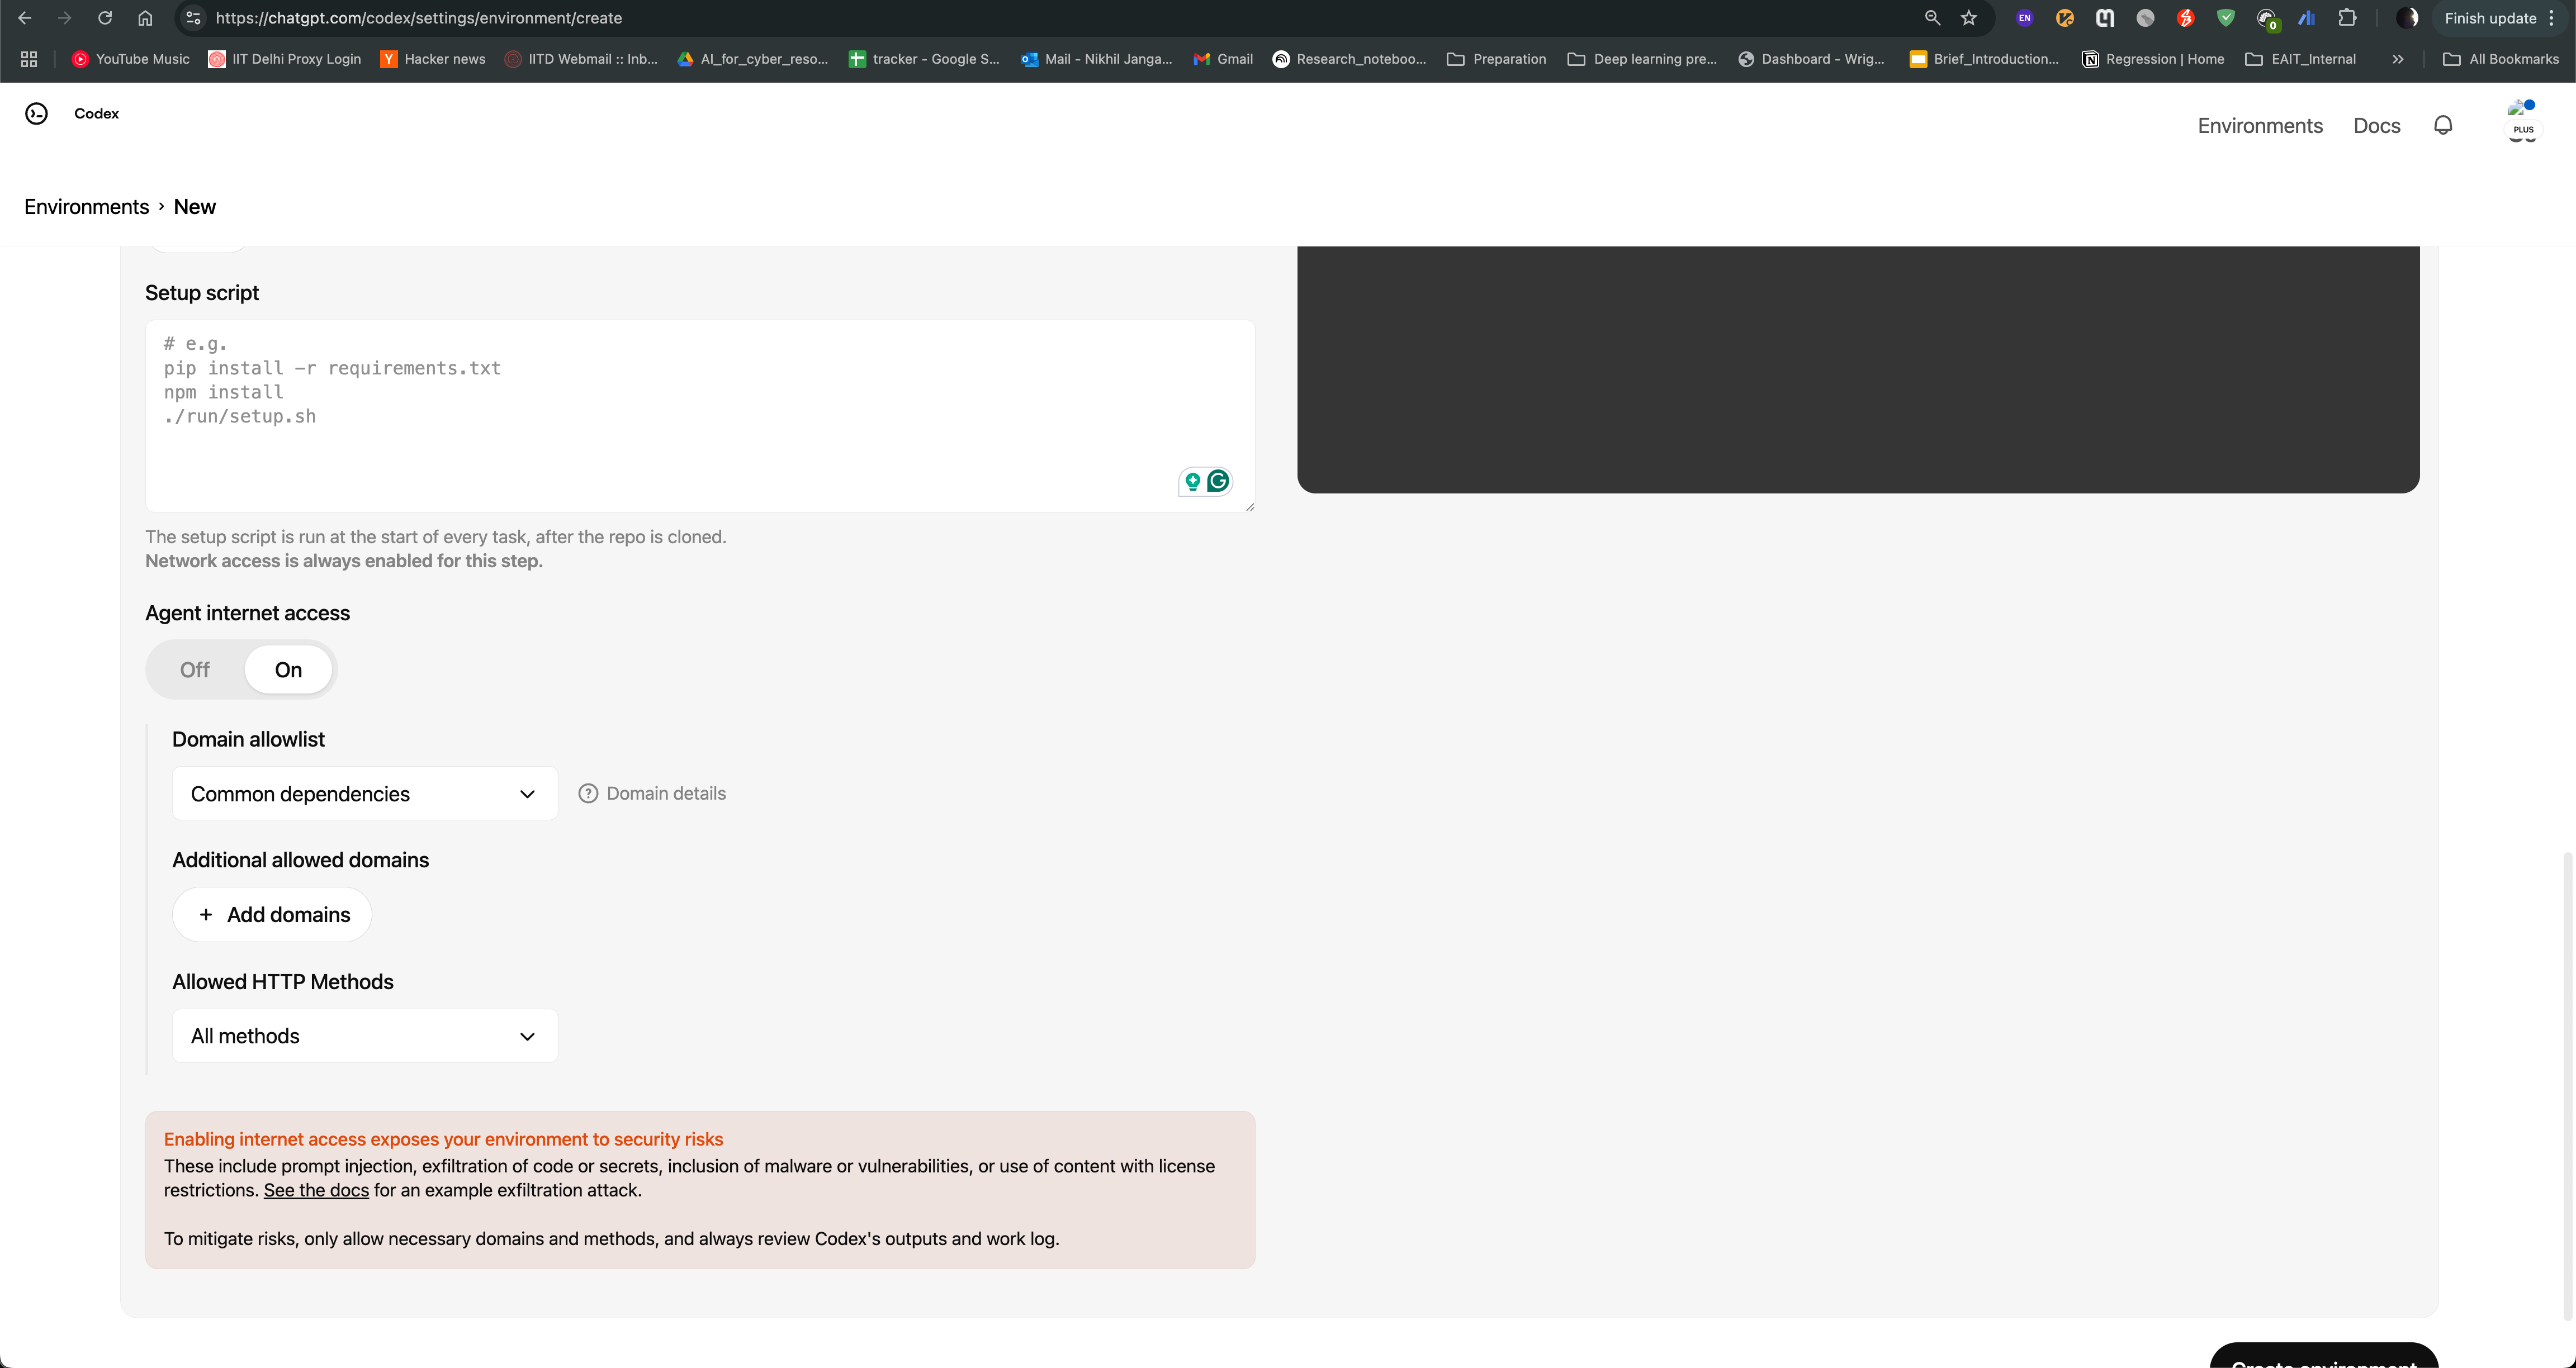 https://chatgpt.com/codex/settings/environment/create
EN
0
Finish update
YouTube Music
IIT Delhi Proxy Login
Y
Hacker news
IITD Webmail :: Inb...
AI_for_cyber_reso...
tracker - Google S...
Mail - Nikhil Janga...
Gmail
Research_noteboo...
Preparation
Deep learning pre...
Dashboard - Wrig...
Brief_Introduction...
Regression | Home
EAIT_Internal
All Bookmarks
Codex
Environments
Docs
PLUS
Environments › New
Setup script
# e.g.
pip install -r requirements.txt
npm install
./run/setup.sh
The setup script is run at the start of every task, after the repo is cloned.
Network access is always enabled for this step.
Agent internet access
Off
On
Domain allowlist
Common dependencies
Domain details
Additional allowed domains
+ Add domains
Allowed HTTP Methods
All methods
Enabling internet access exposes your environment to security risks
These include prompt injection, exfiltration of code or secrets, inclusion of malware or vulnerabilities, or use of content with license
restrictions. See the docs for an example exfiltration attack.
To mitigate risks, only allow necessary domains and methods, and always review Codex's outputs and work log.
Create environment